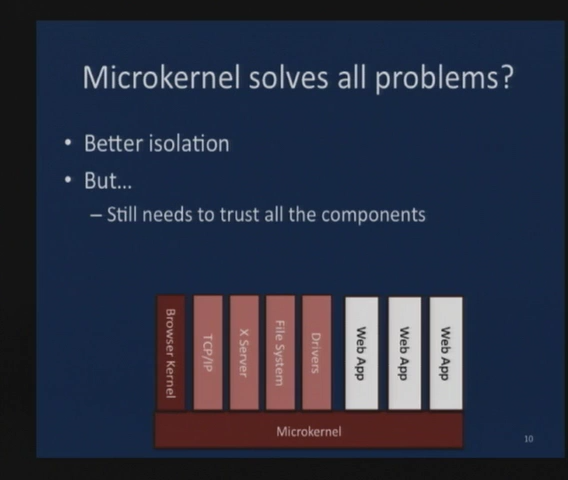 Microkernel solves all problems?
• Better isolation
• But...
– Still needs to trust all the components
Browser Kernel
TCP/IP
X Server
File System
Drivers
Web App
Web App
Web App
Microkernel
10